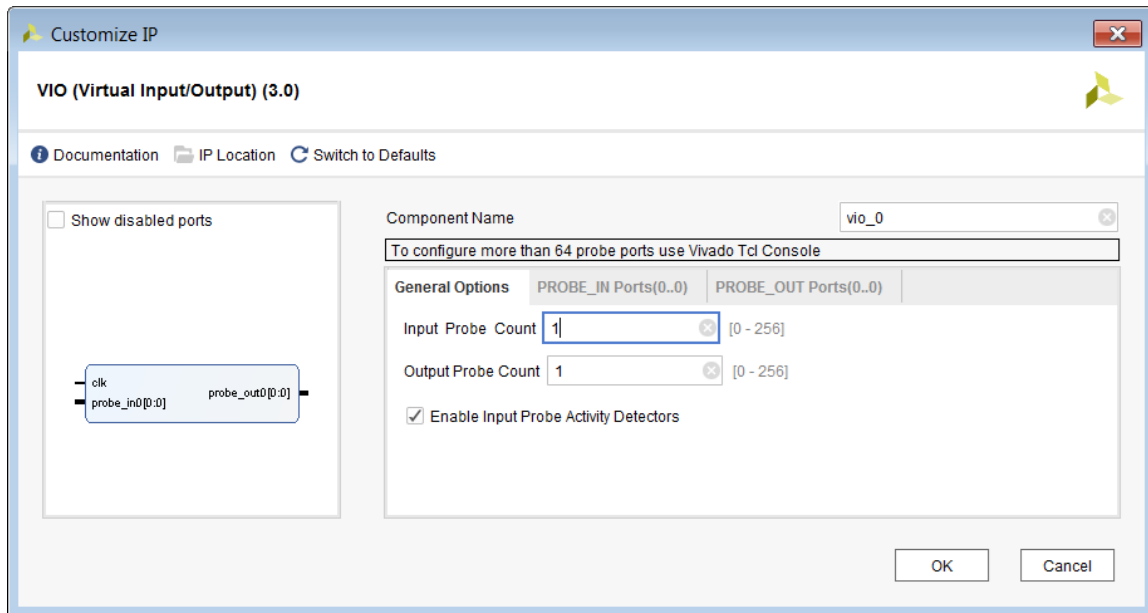 Customize IP
VIO (Virtual Input/Output) (3.0)
Documentation IP Location Switch to Defaults
Show disabled ports
clk
probe_in0[0:0]
probe_out0[0:0]
Component Name vio_0
To configure more than 64 probe ports use Vivado Tcl Console
General Options PROBE_IN Ports(0..0) PROBE_OUT Ports(0..0)
Input Probe Count 1 [0 - 256]
Output Probe Count 1 [0 - 256]
Enable Input Probe Activity Detectors
OK Cancel